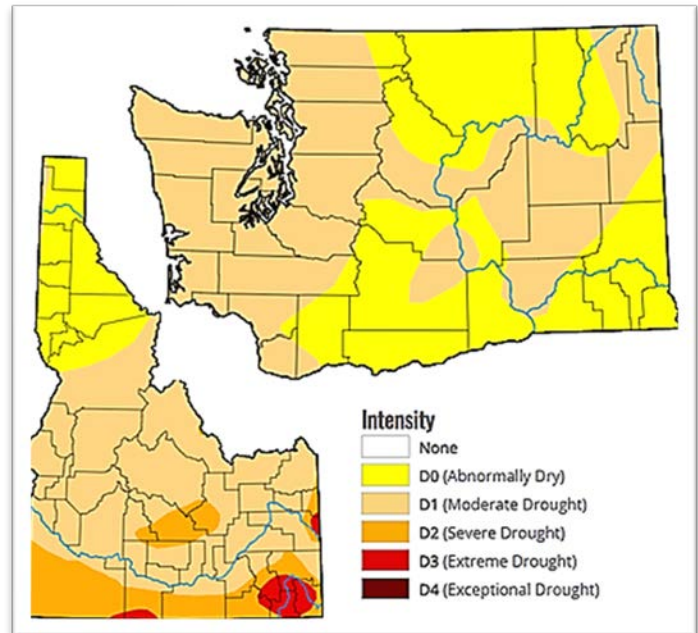 Intensity
None
D0 (Abnormally Dry)
D1 (Moderate Drought)
D2 (Severe Drought)
D3 (Extreme Drought)
D4 (Exceptional Drought)